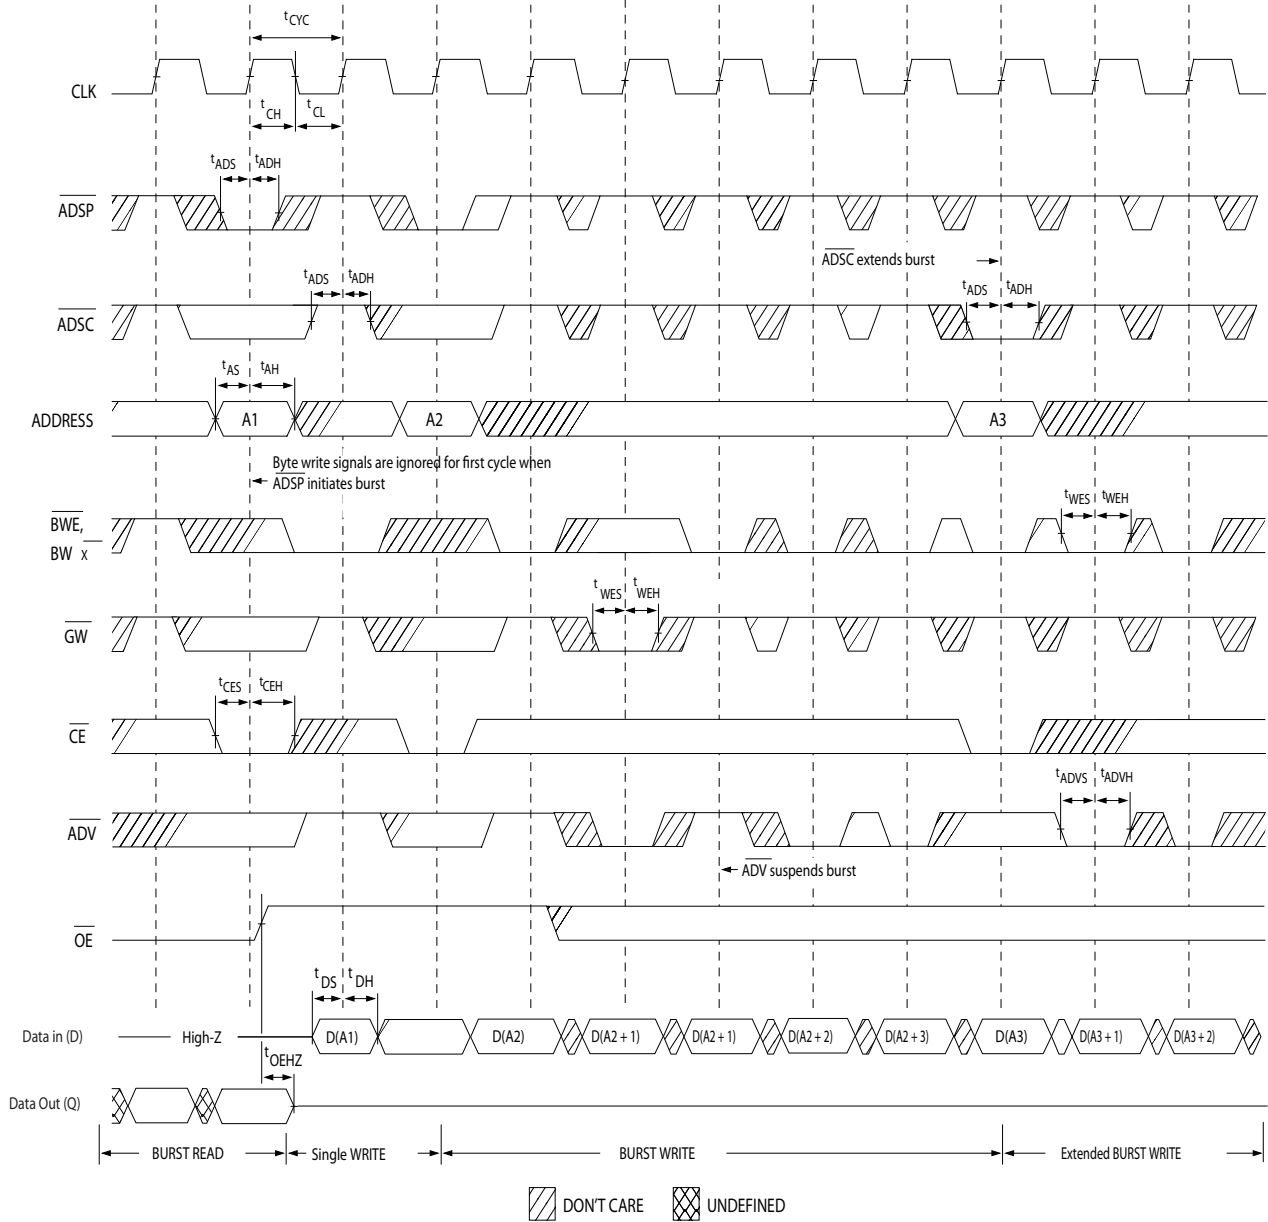 tCYC
CLK
tCH
tCL
tADS
tADH
ADSP
ADSC extends burst
tADS
tADH
tADS
tADH
ADSC
tAS
tAH
ADDRESS
A1
A2
A3
Byte write signals are ignored for first cycle when
ADSP initiates burst
tWES
tWEH
BWE,
BW X
tWES
tWEH
GW
tCES
tCEH
CE
tADVS
tADVH
ADV
ADV suspends burst
OE
tDS
tDH
Data in (D)
High-Z
D(A1)
D(A2)
D(A2 + 1)
D(A2 + 1)
D(A2 + 2)
D(A2 + 3)
D(A3)
D(A3 + 1)
D(A3 + 2)
tOEHZ
Data Out (Q)
BURST READ
Single WRITE
BURST WRITE
Extended BURST WRITE
DON'T CARE
UNDEFINED